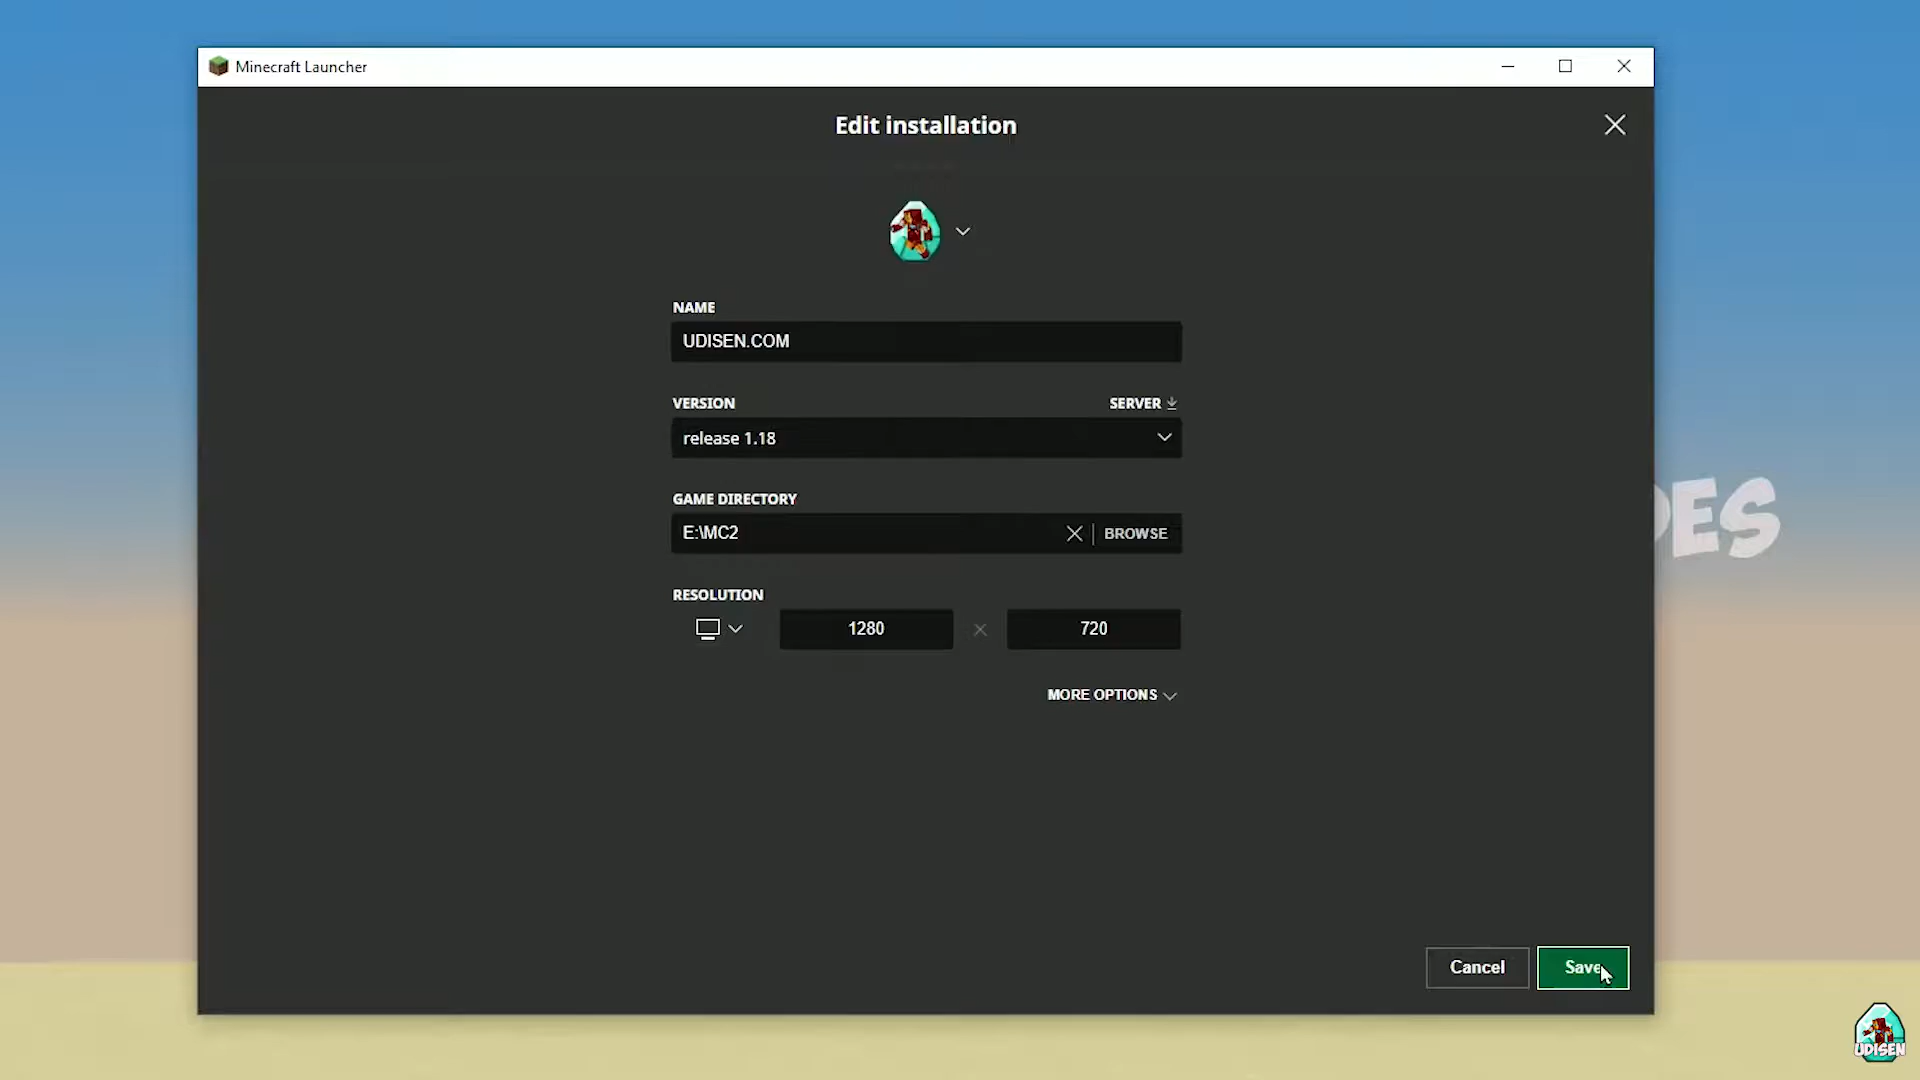 Minecraft Launcher
Edit installation
NAME
UDISEN.COM
VERSION
SERVER
release 1.18
GAME DIRECTORY
E:\MC2
BROWSE
RESOLUTION
1280
720
MORE OPTIONS
Cancel
Save
UDISEN